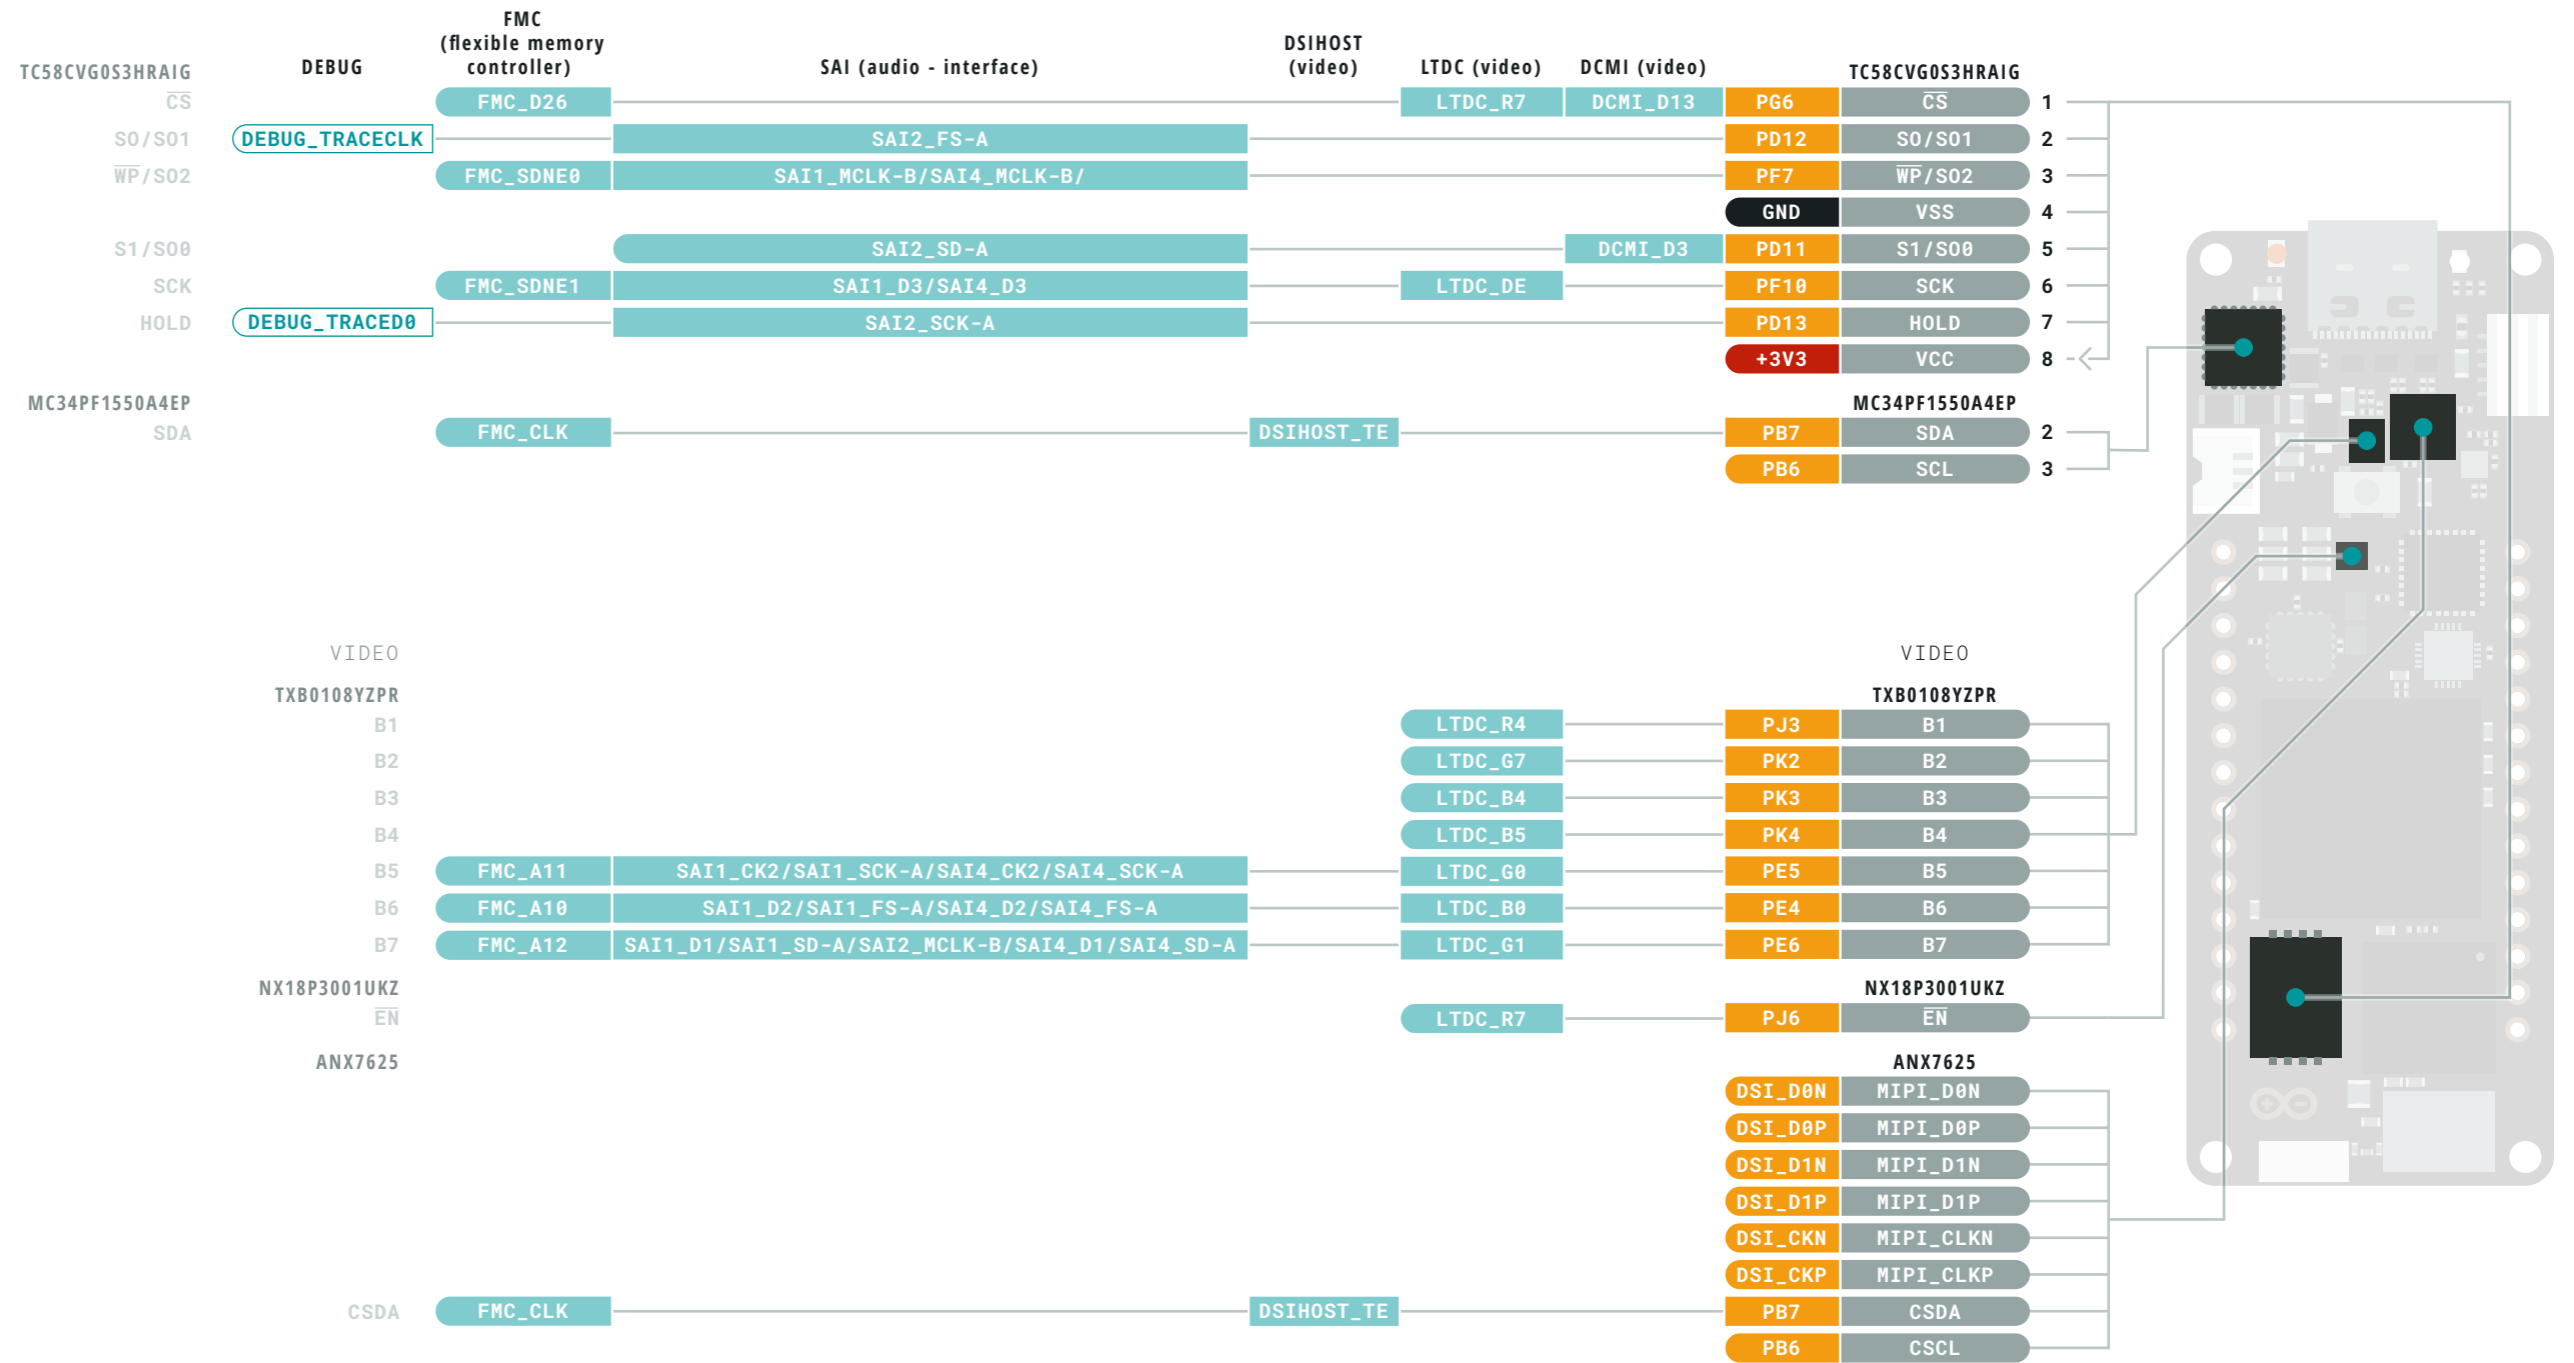 FMC
(flexible memory
controller)
DSIHOST
(video)
TC58CVG0S3HRAIG DEBUG SAI (audio - interface) LTDC (video) DCMI (video) TC58CVG0S3HRAIG
CS FMC_D26 LTDC_R7 DCMI_D13 PG6 CS 1
SO/SO1 DEBUG_TRACECLK SAI2_FS-A PD12 SO/SO1 2
WP/SO2 FMC_SDNE0 SAI1_MCLK-B/SAI4_MCLK-B/ PF7 WP/SO2 3
GND VSS 4
S1/SO0 SAI2_SD-A DCMI_D3 PD11 S1/SO0 5
SCK FMC_SDNE1 SAI1_D3/SAI4_D3 LTDC_DE PF10 SCK 6
HOLD DEBUG_TRACED0 SAI2_SCK-A PD13 HOLD 7
+3V3 VCC 8
MC34PF1550A4EP MC34PF1550A4EP
SDA FMC_CLK DSIHOST_TE PB7 SDA 2
PB6 SCL 3
VIDEO VIDEO
TXB0108YZPR TXB0108YZPR
B1 LTDC_R4 PJ3 B1
B2 LTDC_G7 PK2 B2
B3 LTDC_B4 PK3 B3
B4 LTDC_B5 PK4 B4
B5 FMC_A11 SAI1_CK2/SAI1_SCK-A/SAI4_CK2/SAI4_SCK-A LTDC_G0 PE5 B5
B6 FMC_A10 SAI1_D2/SAI1_FS-A/SAI4_D2/SAI4_FS-A LTDC_B0 PE4 B6
B7 FMC_A12 SAI1_D1/SAI1_SD-A/SAI2_MCLK-B/SAI4_D1/SAI4_SD-A LTDC_G1 PE6 B7
NX18P3001UKZ NX18P3001UKZ
EN LTDC_R7 PJ6 EN
ANX7625 ANX7625
DSI_D0N MIPI_D0N
DSI_D0P MIPI_D0P
DSI_D1N MIPI_D1N
DSI_D1P MIPI_D1P
DSI_CKN MIPI_CLKN
DSI_CKP MIPI_CLKP
CSDA FMC_CLK DSIHOST_TE PB7 CSDA
PB6 CSCL